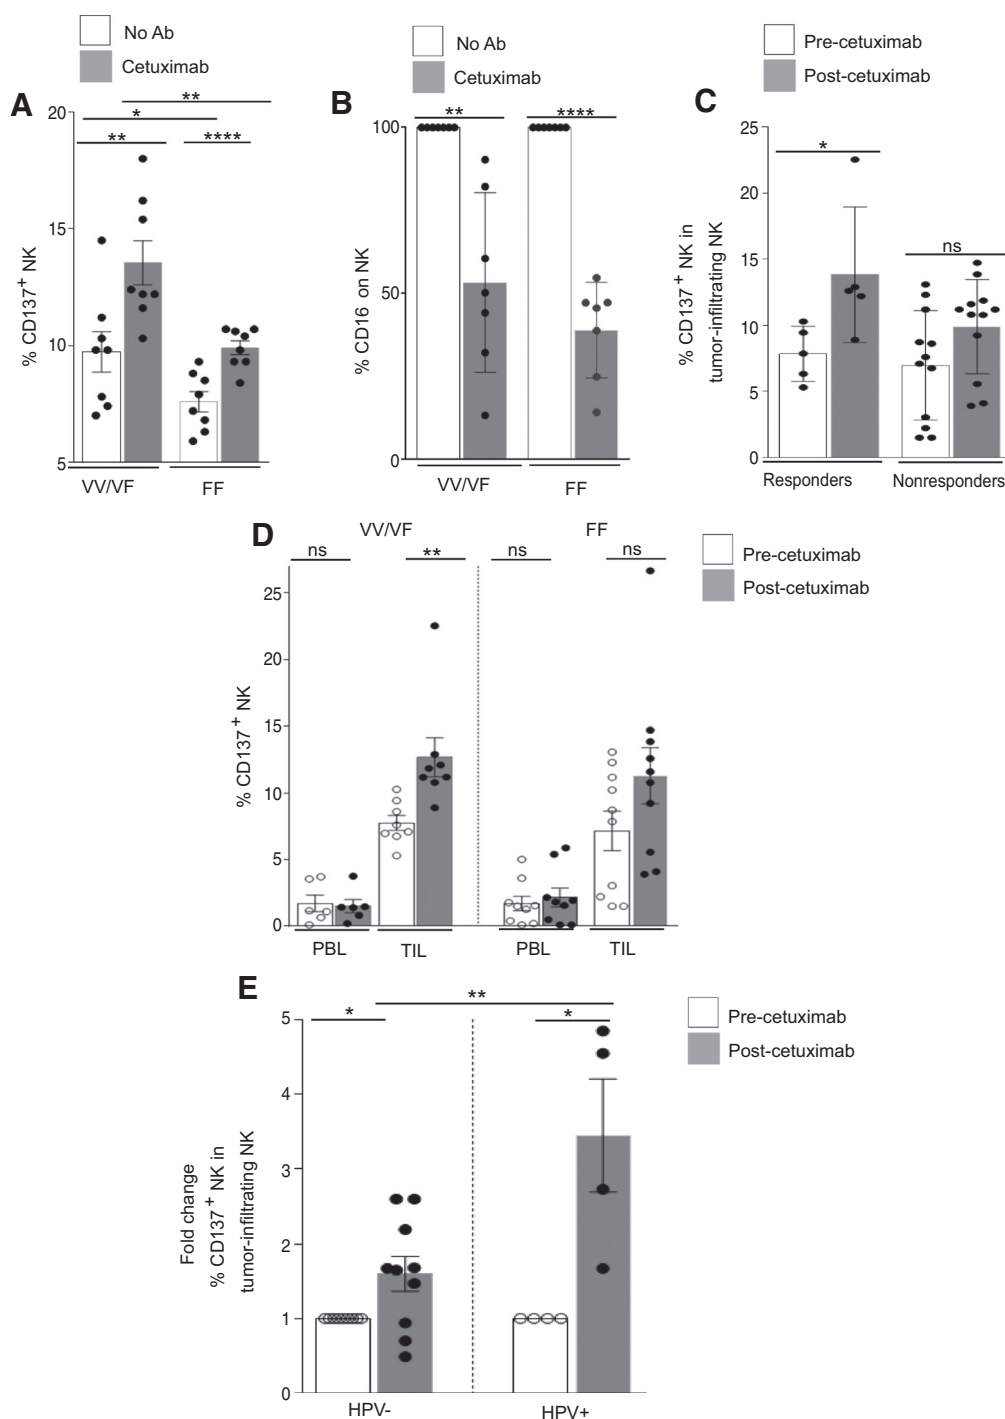 No Ab
Cetuximab
A
**
*
**
****
20
15
10
5
% CD137+ NK
VV/VF
FF
No Ab
Cetuximab
B
**
****
100
50
0
% CD16 on NK
VV/VF
FF
Pre-cetuximab
Post-cetuximab
C
*
ns
25
20
15
10
5
0
% CD137+ NK in
tumor-infiltrating NK
Responders
Nonresponders
D
VV/VF
FF
ns
**
ns
ns
Pre-cetuximab
Post-cetuximab
25
20
15
10
5
0
% CD137+ NK
PBL
TIL
PBL
TIL
E
**
*
*
Pre-cetuximab
Post-cetuximab
5
4
3
2
1
0
Fold change
% CD137+ NK in
tumor-infiltrating NK
HPV-
HPV+